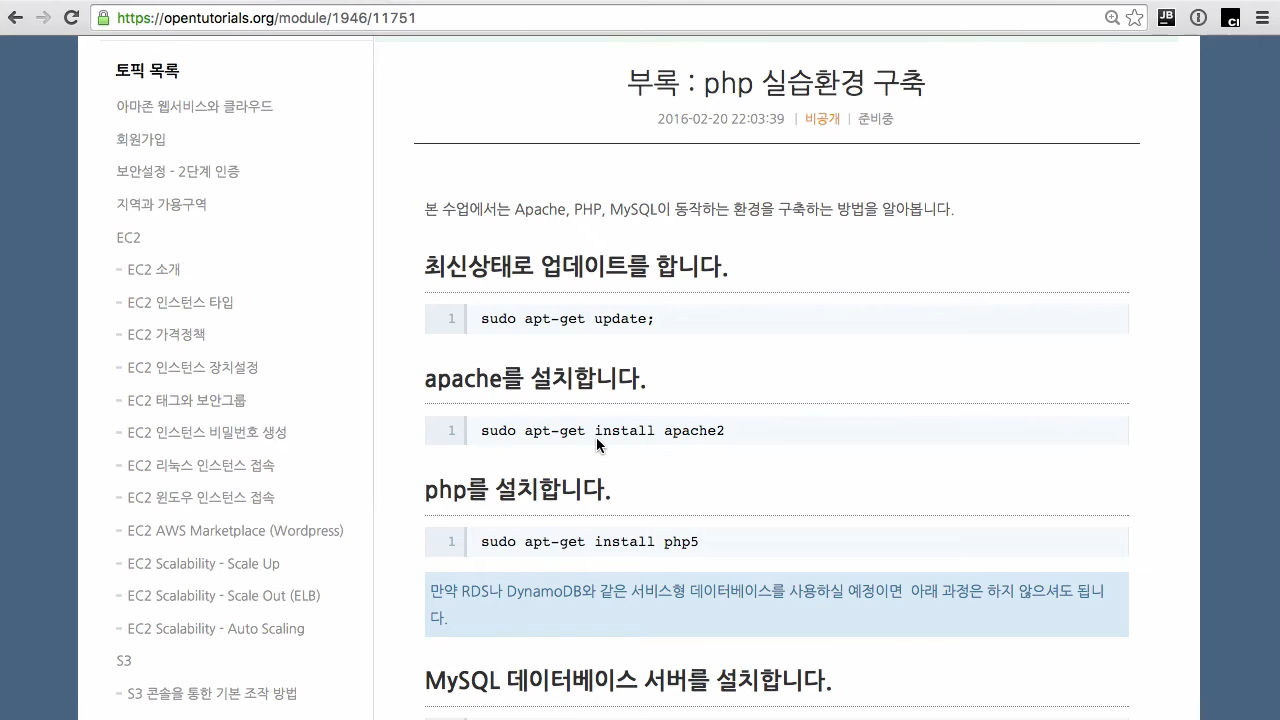 https://opentutorials.org/module/1946/11751
JB
CI
토픽 목록
아마존 웹서비스와 클라우드
회원가입
보안설정 - 2단계 인증
지역과 가용구역
EC2
EC2 소개
EC2 인스턴스 타입
EC2 가격정책
EC2 인스턴스 장치설정
EC2 태그와 보안그룹
EC2 인스턴스 비밀번호 생성
EC2 리눅스 인스턴스 접속
EC2 윈도우 인스턴스 접속
EC2 AWS Marketplace (Wordpress)
EC2 Scalability - Scale Up
EC2 Scalability - Scale Out (ELB)
EC2 Scalability - Auto Scaling
S3
S3 콘솔을 통한 기본 조작 방법
부록 : php 실습환경 구축
2016-02-20 22:03:39 | 비공개 | 준비중
본 수업에서는 Apache, PHP, MySQL이 동작하는 환경을 구축하는 방법을 알아봅니다.
최신상태로 업데이트를 합니다.
1 sudo apt-get update;
apache를 설치합니다.
1 sudo apt-get install apache2
php를 설치합니다.
1 sudo apt-get install php5
만약 RDS나 DynamoDB와 같은 서비스형 데이터베이스를 사용하실 예정이면 아래 과정은 하지 않으셔도 됩니
다.
MySQL 데이터베이스 서버를 설치합니다.